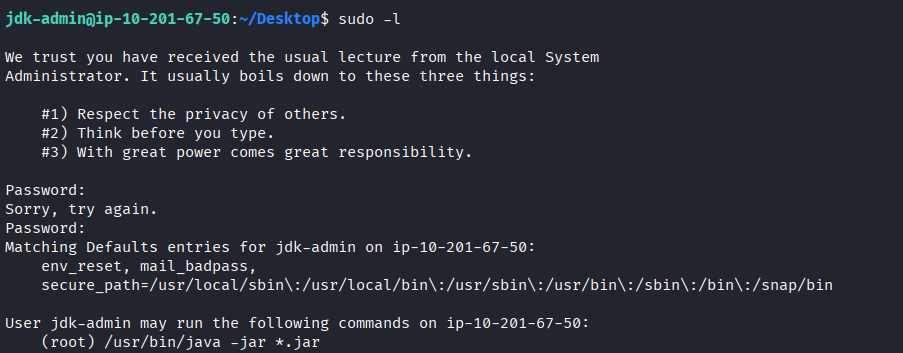 jdk-admin@ip-10-201-67-50:~/Desktop$ sudo -l
We trust you have received the usual lecture from the local System
Administrator. It usually boils down to these three things:
#1) Respect the privacy of others.
#2) Think before you type.
#3) With great power comes great responsibility.
Password:
Sorry, try again.
Password:
Matching Defaults entries for jdk-admin on ip-10-201-67-50:
env_reset, mail_badpass,
secure_path=/usr/local/sbin\:/usr/local/bin\:/usr/sbin\:/usr/bin\:/sbin\:/bin\:/snap/bin
User jdk-admin may run the following commands on ip-10-201-67-50:
(root) /usr/bin/java -jar *.jar